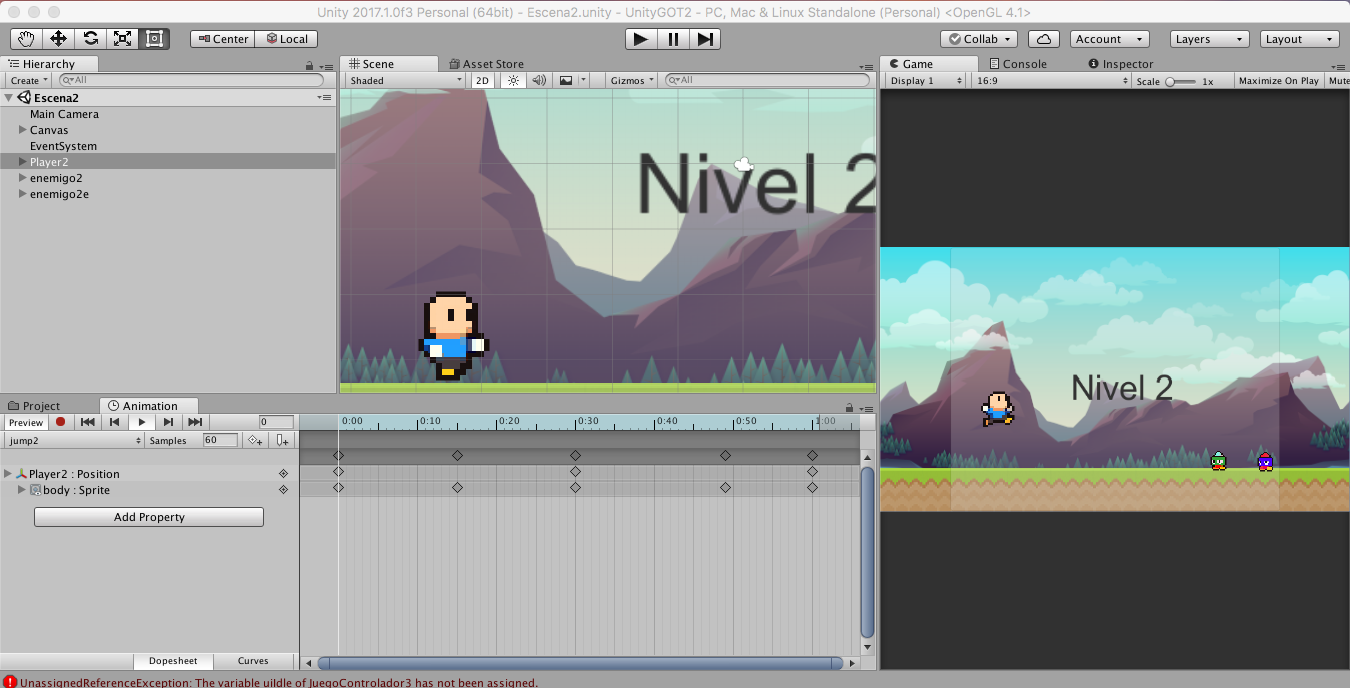 Unity 2017.1.0f3 Personal (64bit) - Escena2.unity - UnityGOT2 - PC, Mac & Linux Standalone (Personal) <OpenGL 4.1>
Center Local Collab Account Layers Layout
Hierarchy
Create All
Escena2
Main Camera
Canvas
EventSystem
Player2
enemigo2
enemigo2e
Scene Asset Store
Shaded 2D Gizmos All
Nivel 2
Game Console Inspector
Display 1 16:9 Scale 1x Maximize On Play Mute
Nivel 2
Project Animation
Preview 0 0:00 0:10 0:20 0:30 0:40 0:50 1:00
jump2 Samples 60
Player2 : Position
body : Sprite
Add Property
Dopesheet Curves
UnassignedReferenceException: The variable uiIdle of JuegoControlador3 has not been assigned.